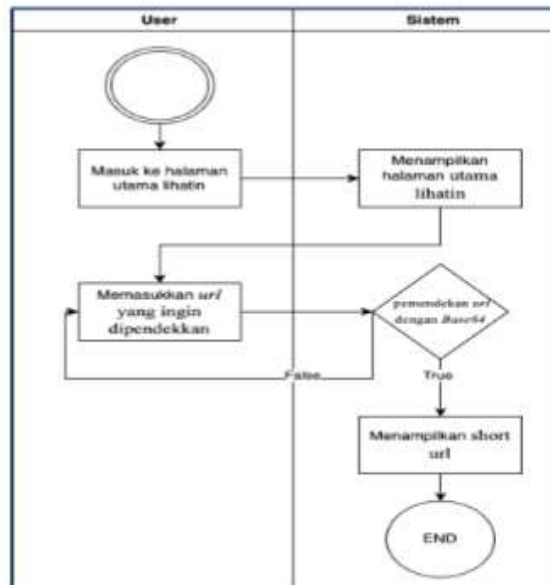 User
Sistem
Masuk ke halaman
utama lihatin
Menampilkan
halaman utama
lihatin
Memasukkan url
yang ingin
dipendekkan
pemendekan url
dengan Base64
False
True
Menampilkan short
url
END